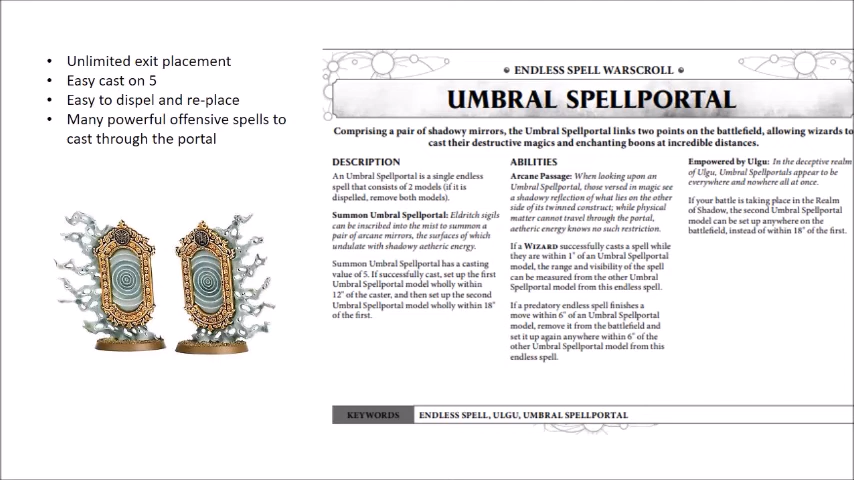 • Unlimited exit placement
• Easy cast on 5
• Easy to dispel and re-place
• Many powerful offensive spells to
cast through the portal
ENDLESS SPELL WARSCROLL
UMBRAL SPELLPORTAL
Comprising a pair of shadowy mirrors, the Umbral Spellportal links two points on the battlefield, allowing wizards to
cast their destructive magics and enchanting boons at incredible distances.
DESCRIPTION
An Umbral Spellportal is a single endless
spell that consists of 2 models (if it is
dispelled, remove both models).
Summon Umbral Spellportal: Eldritch sigils
can be inscribed into the mist to summon a
pair of arcane mirrors, the surfaces of which
undulate with shadowy aetheric energy.
Summon Umbral Spellportal has a casting
value of 5. If successfully cast, set up the first
Umbral Spellportal model wholly within
12" of the caster, and then set up the second
Umbral Spellportal model wholly within 18"
of the first.
ABILITIES
Arcane Passage: When looking upon an
Umbral Spellportal, those versed in magic see
a shadowy reflection of what lies on the other
side of its twinned construct; while physical
matter cannot travel through the portal,
aetheric energy knows no such restriction.
If a WIZARD successfully casts a spell while
they are within 1" of an Umbral Spellportal
model, the range and visibility of the spell
can be measured from the other Umbral
Spellportal model from this endless spell.
If a predatory endless spell finishes a
move within 6" of an Umbral Spellportal
model, remove it from the battlefield and
set it up again anywhere within 6" of the
other Umbral Spellportal model from this
endless spell.
Empowered by Ulgu: In the deceptive realm
of Ulgu, Umbral Spellportals appear to be
everywhere and nowhere all at once.
If your battle is taking place in the Realm
of Shadow, the second Umbral Spellportal
model can be set up anywhere on the
battlefield, instead of within 18" of the first.
KEYWORDS
ENDLESS SPELL, ULGU, UMBRAL SPELLPORTAL